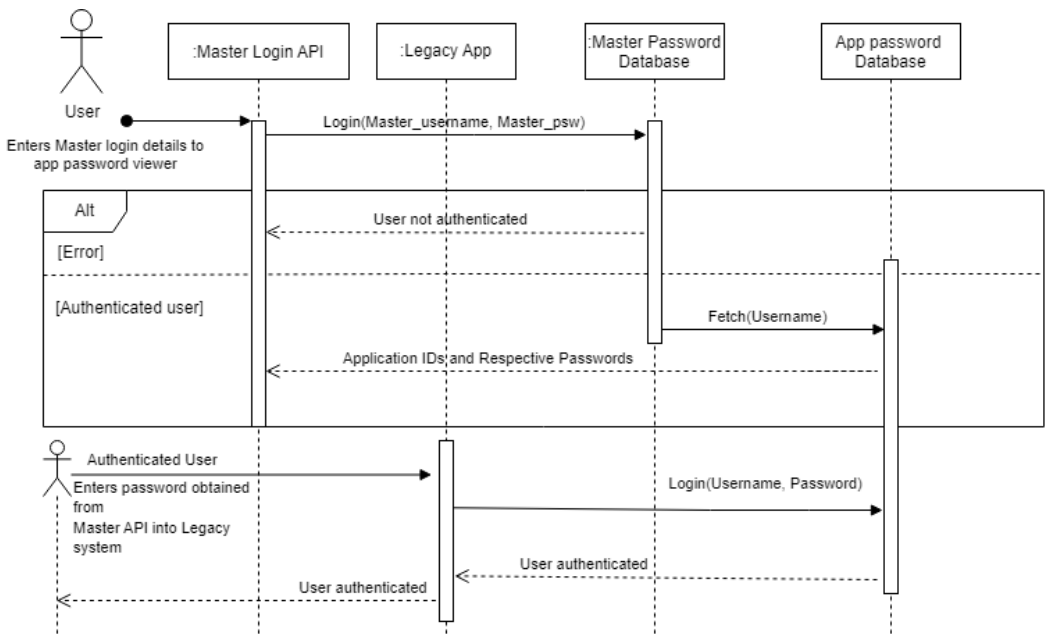 :Master Login API
:Legacy App
:Master Password
Database
App password
Database
User
Enters Master login details to
app password viewer
Login(Master_username, Master_psw)
Alt
User not authenticated
[Error]
[Authenticated user]
Fetch(Username)
Application IDs and Respective Passwords
Authenticated User
Enters password obtained
from
Master API into Legacy
system
Login(Username, Password)
User authenticated
User authenticated